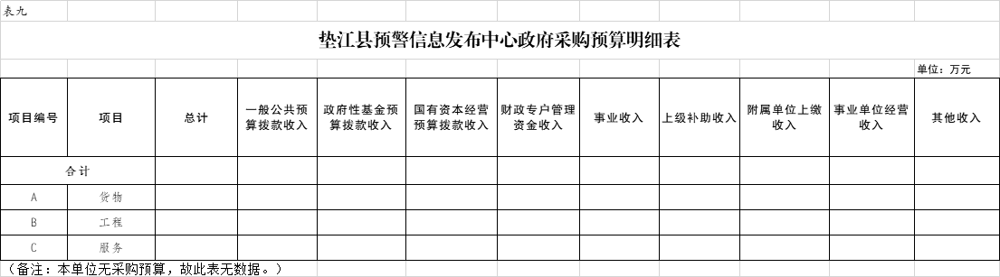 表九
垫江县预警信息发布中心政府采购预算明细表
单位：万元
项目编号 项目 总计 一般公共预算拨款收入 政府性基金预算拨款收入 国有资本经营预算拨款收入 财政专户管理资金收入 事业收入 上级补助收入 附属单位上缴收入 事业单位经营收入 其他收入
合计
A 货物
B 工程
C 服务
（备注：本单位无采购预算，故此表无数据。）